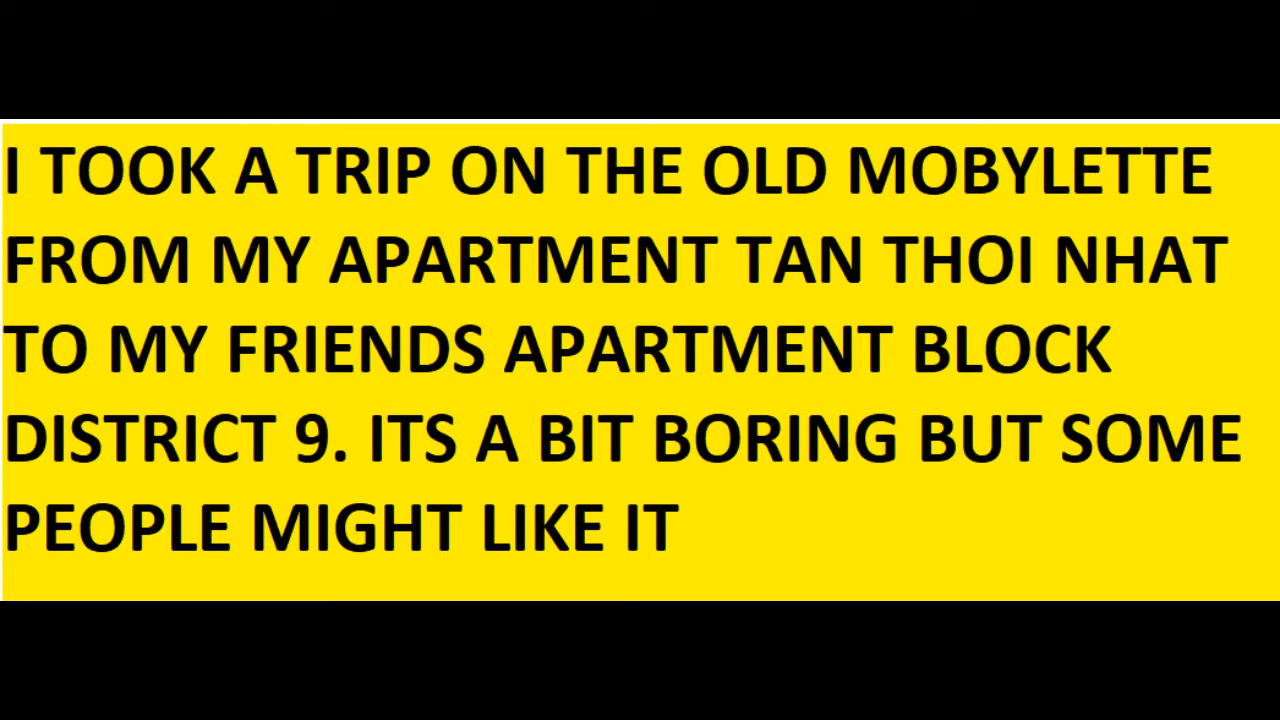 I TOOK A TRIP ON THE OLD MOBYLETTE
FROM MY APARTMENT TAN THOI NHAT
TO MY FRIENDS APARTMENT BLOCK
DISTRICT 9. ITS A BIT BORING BUT SOME
PEOPLE MIGHT LIKE IT